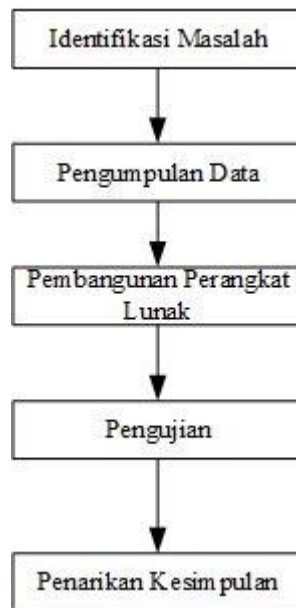 Identifikasi Masalah
Pengumpulan Data
Pembangunan Perangkat
Lunak
Pengujian
Penarikan Kesimpulan